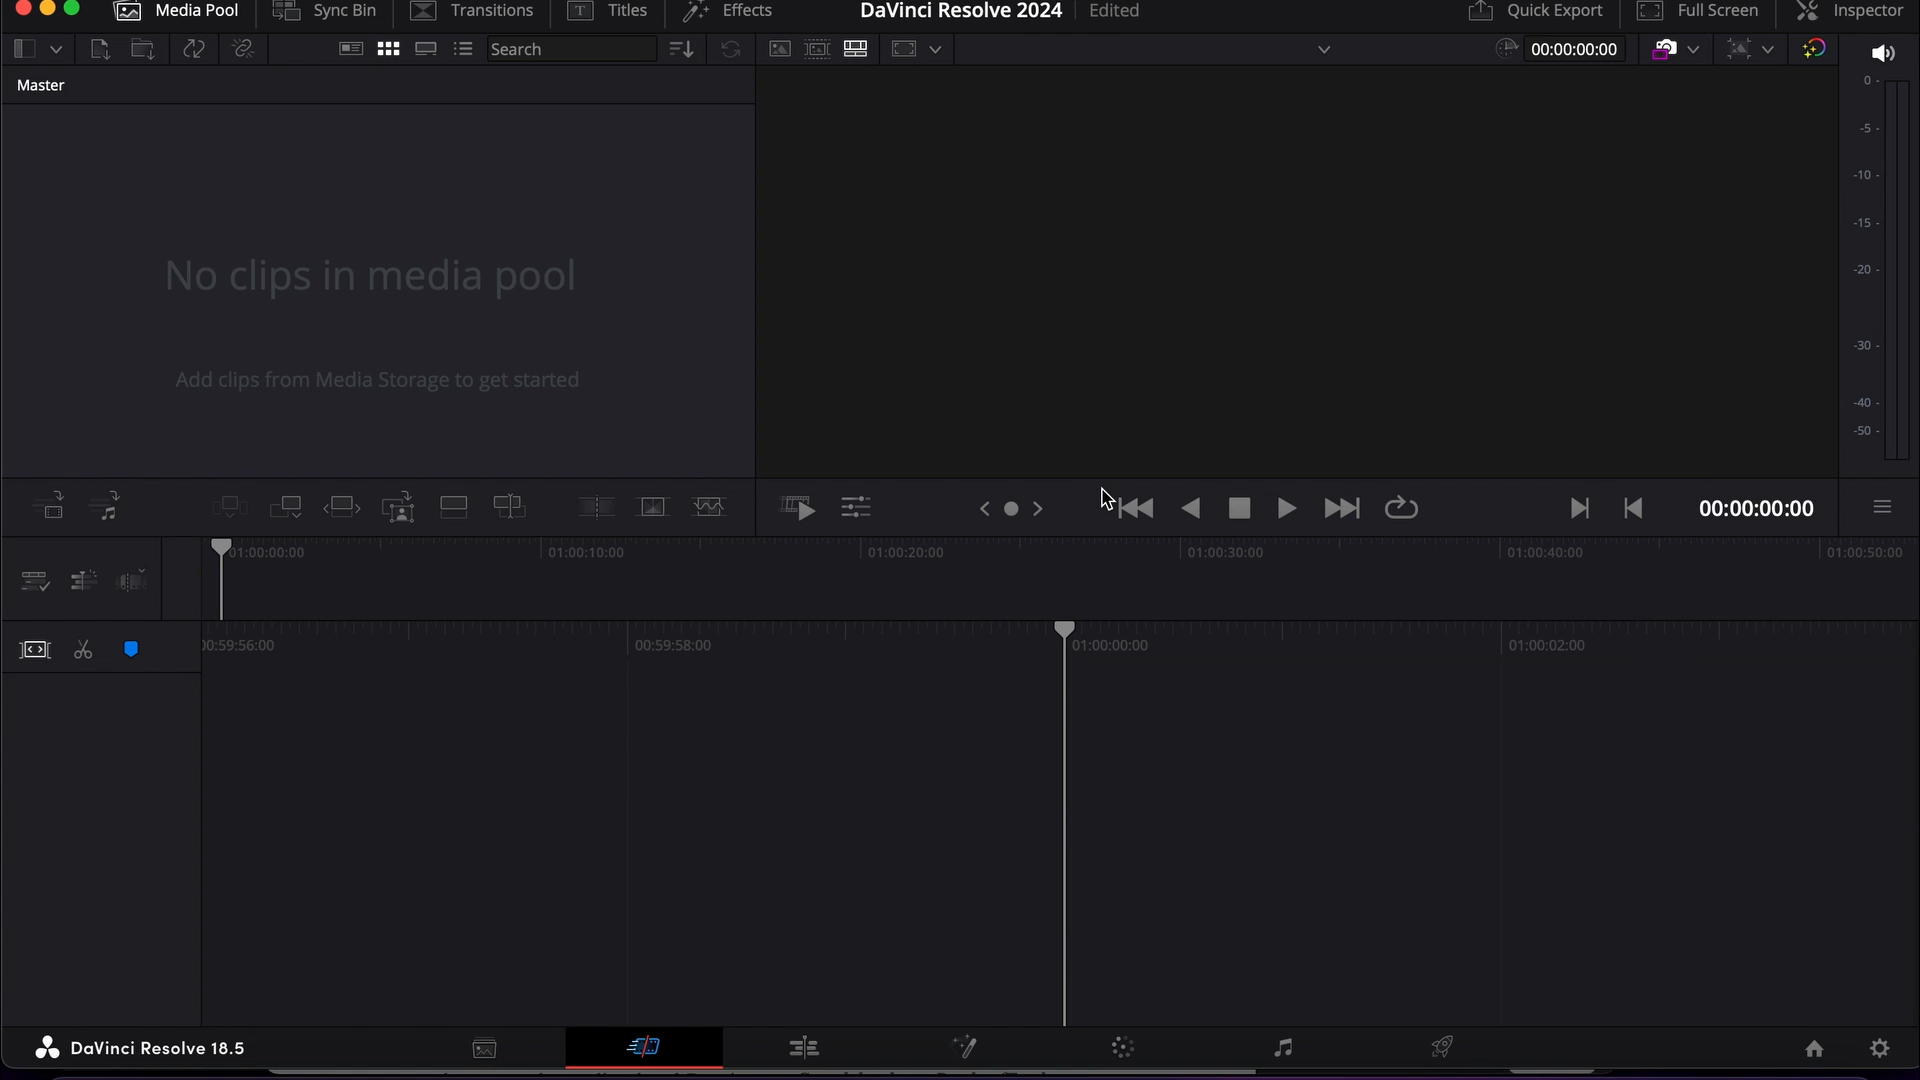 Media Pool
Sync Bin
Transitions
Titles
Effects
DaVinci Resolve 2024
Edited
Quick Export
Full Screen
Inspector
Search
00:00:00:00
Master
0
-5
-10
-15
-20
-30
-40
-50
No clips in media pool
Add clips from Media Storage to get started
00:00:00:00
01:00:00:00
01:00:10:00
01:00:20:00
01:00:30:00
01:00:40:00
01:00:50:00
00:59:56:00
00:59:58:00
01:00:00:00
01:00:02:00
DaVinci Resolve 18.5